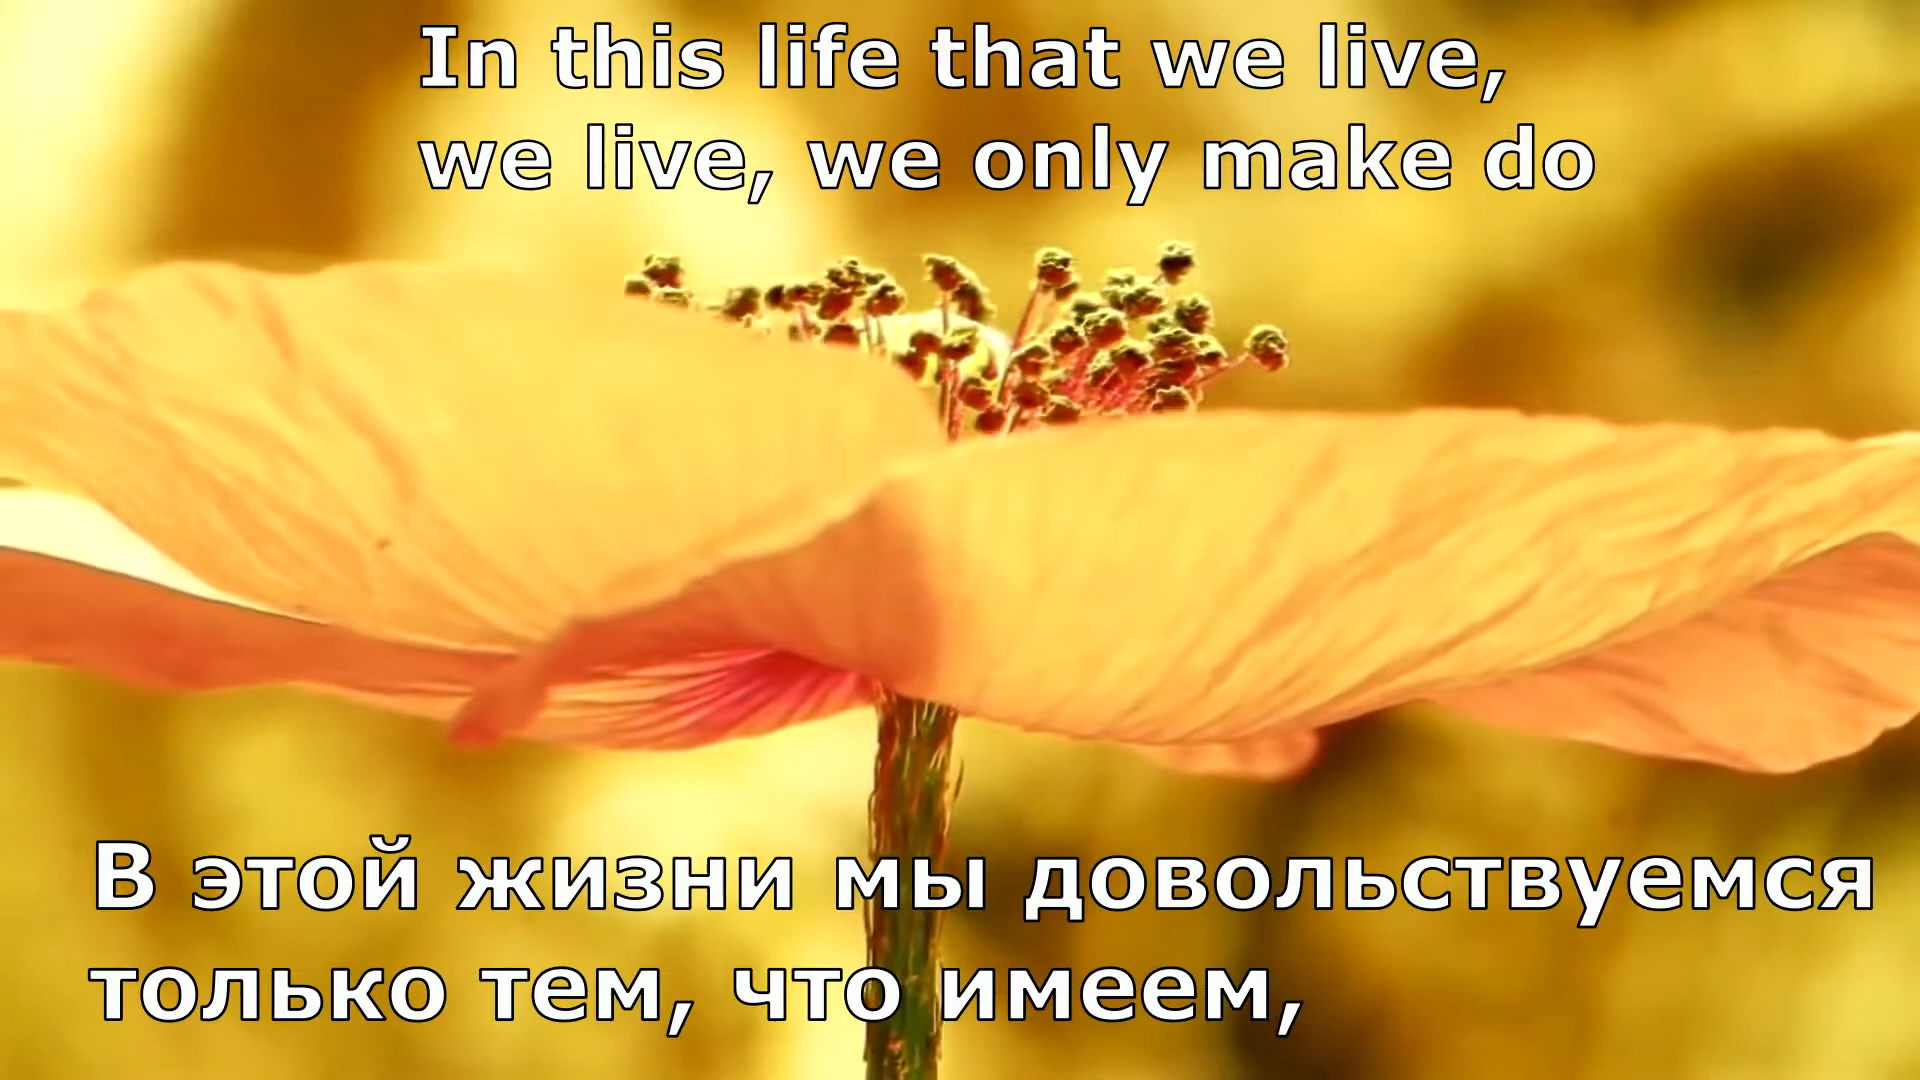 In this life that we live,
we live, we only make do
В этой жизни мы довольствуемся
только тем, что имеем,